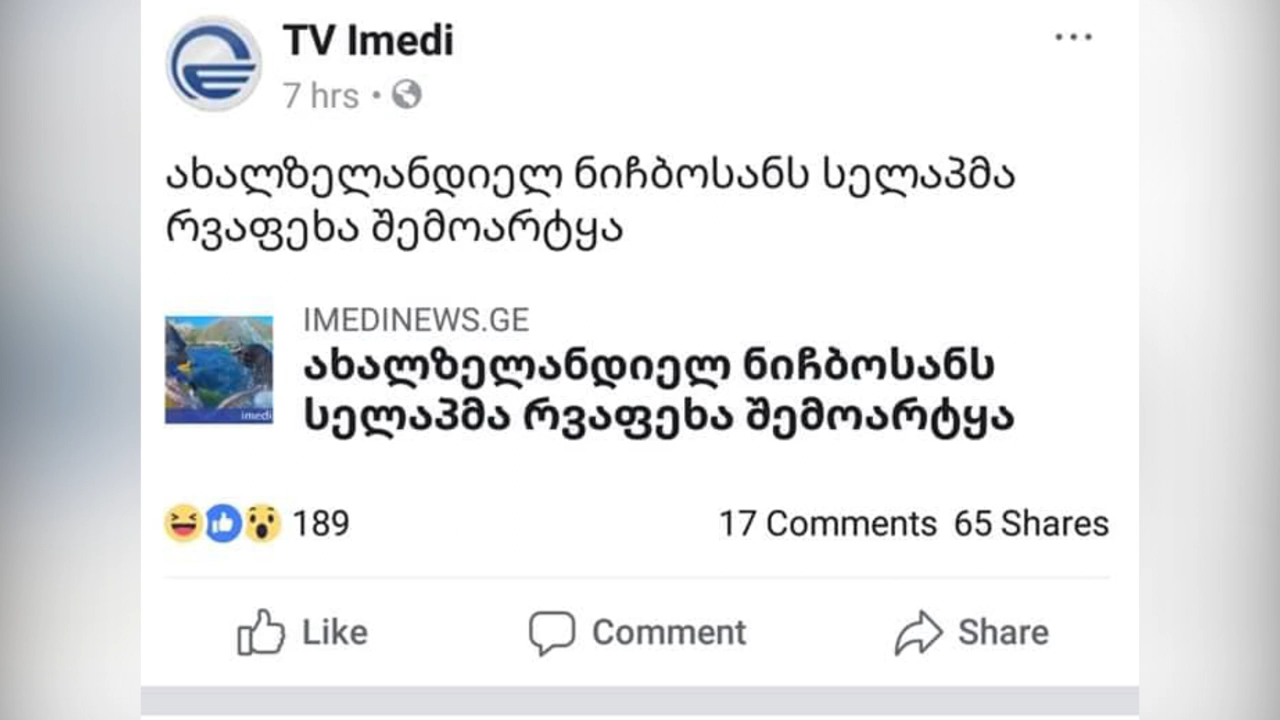 TV Imedi
7 hrs •
ახალზელანდიელ ნიჩბოსანს სელაპმა
რვაფეხა შემოარტყა
IMEDINEWS.GE
ახალზელანდიელ ნიჩბოსანს
სელაპმა რვაფეხა შემოარტყა
imedi
189
17 Comments 65 Shares
Like
Comment
Share